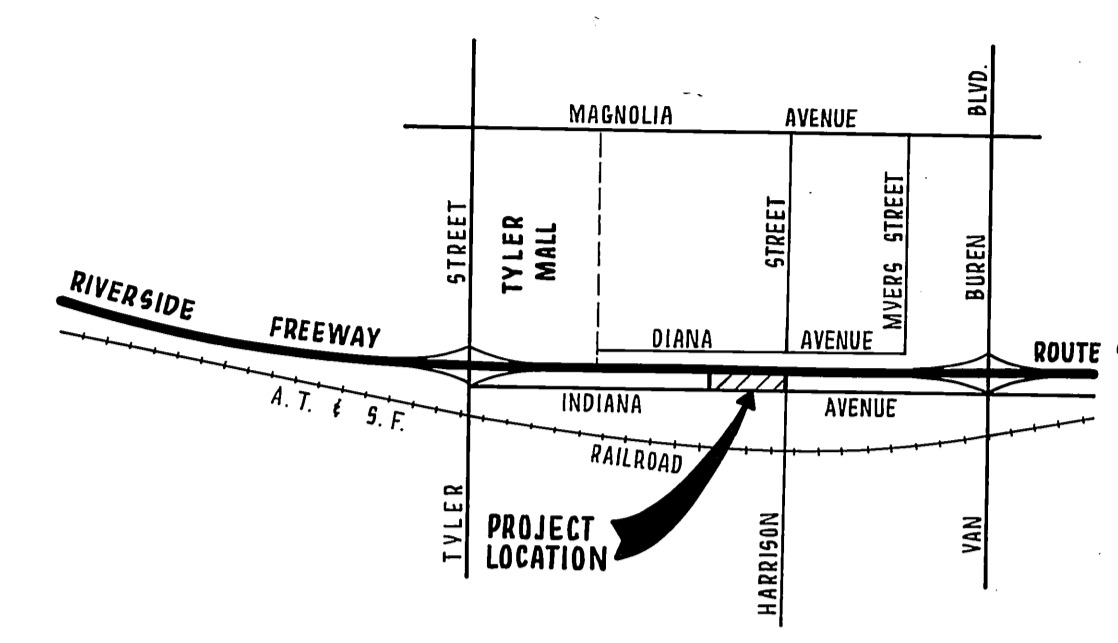 MAGNOLIA AVENUE
BLVD.
STREET
TYLER
MALL
STREET
MYERS STREET
BUREN
RIVERSIDE FREEWAY
DIANA AVENUE
ROUTE
A. T. & S. F.
INDIANA AVENUE
RAILROAD
TYLER
PROJECT
LOCATION
HARRISON
VAN